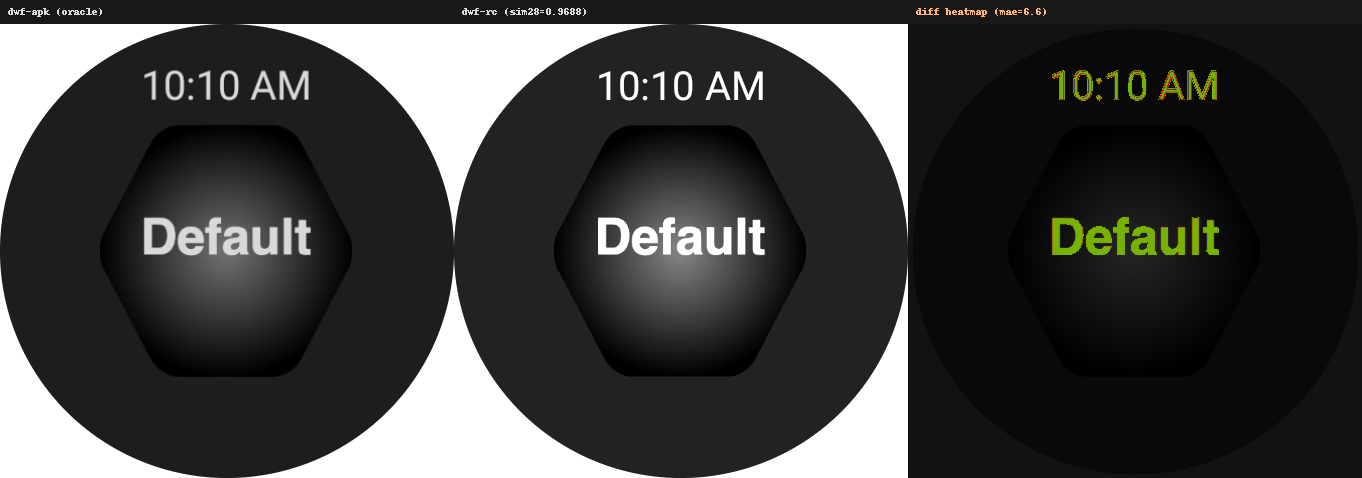 dwf-apk (oracle)
dwf-rc (sim28=0.9688)
diff heatmap (mae=6.6)
10:10 AM
10:10 AM
10:10 AM
Default
Default
Default